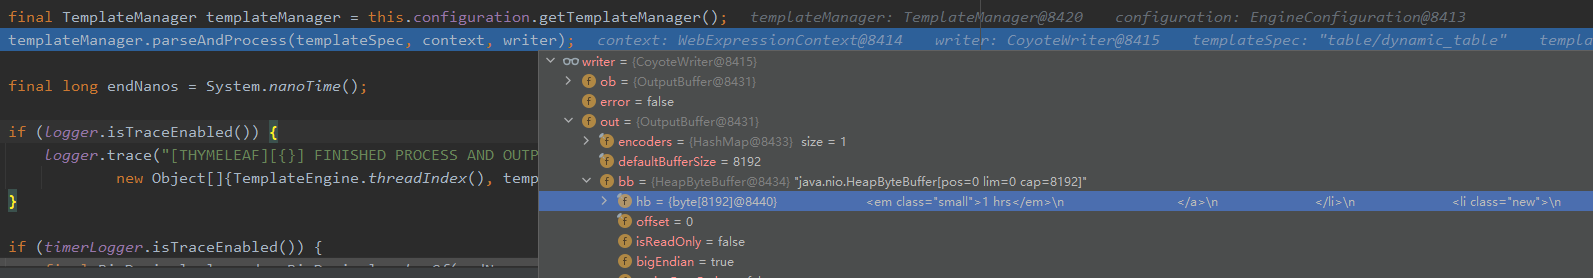 final TemplateManager templateManager = this.configuration.getTemplateManager(); templateManager: TemplateManager@8420 configuration: EngineConfiguration@8413
templateManager.parseAndProcess(templateSpec, context, writer); context: WebExpressionContext@8414 writer: CoyoteWriter@8415 templateSpec: "table/dynamic_table" templa
final long endNanos = System.nanoTime();
if (logger.isTraceEnabled()) {
logger.trace("[THYMELEAF][{}] FINISHED PROCESS AND OUTP
new Object[]{TemplateEngine.threadIndex(), temp
}
if (timerLogger.isTraceEnabled()) {
writer = {CoyoteWriter@8415}
ob = {OutputBuffer@8431}
error = false
out = {OutputBuffer@8431}
encoders = {HashMap@8433} size = 1
defaultBufferSize = 8192
bb = {HeapByteBuffer@8434} "java.nio.HeapByteBuffer[pos=0 lim=0 cap=8192]"
hb = {byte[8192]@8440} <em class="small">1 hrs</em>\n </a>\n </li>\n <li class="new">\n
offset = 0
isReadOnly = false
bigEndian = true